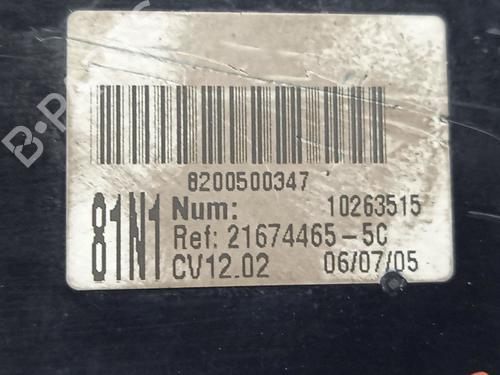 8200500347
81N1
Num: 10263515
Ref: 21674465-5C
CV12.02 06/07/05
B-P